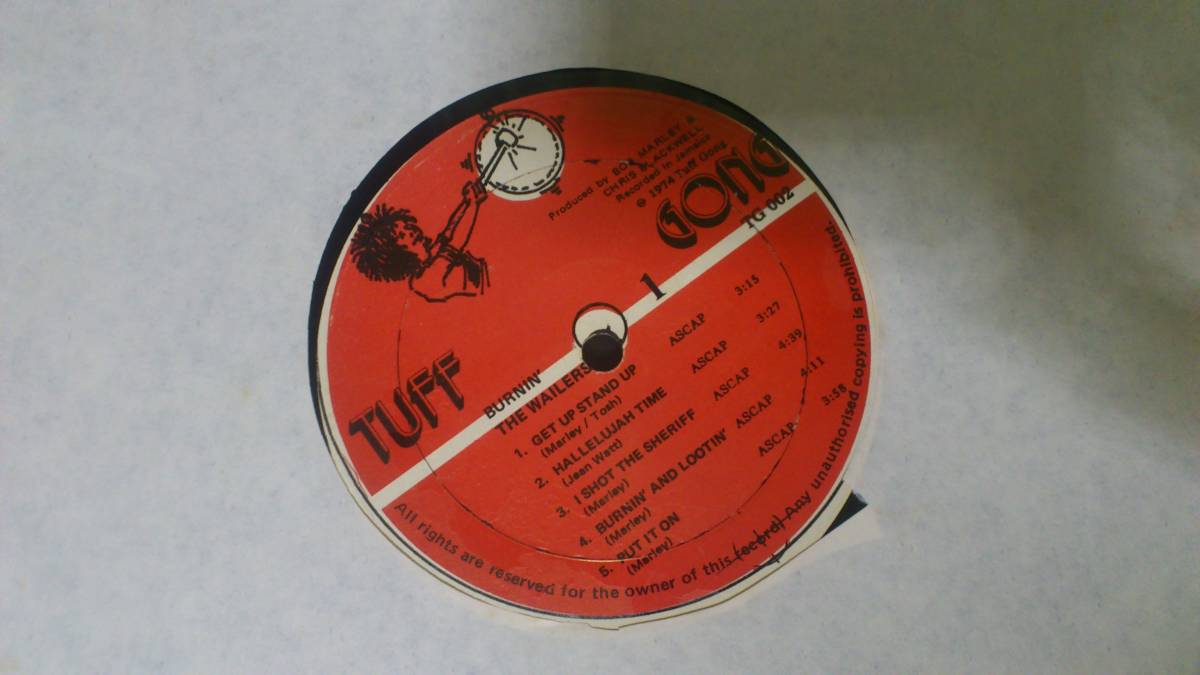 TUFF GONG
Produced by BOB MARLEY &
CHRIS BLACKWELL
Recorded in Jamaica
℗ 1974 Tuff Gong
TG 002
1
BURNIN'
THE WAILERS
1. GET UP STAND UP ASCAP 3:15
(Marley / Tosh)
2. HALLELUJAH TIME ASCAP 3:27
(Jean Watt)
3. I SHOT THE SHERIFF ASCAP 4:39
(Marley)
4. BURNIN' AND LOOTIN' ASCAP 4:11
(Marley)
5. PUT IT ON ASCAP 3:58
(Marley)
All rights are reserved for the owner of this (record) Any unauthorised copying is prohibited.